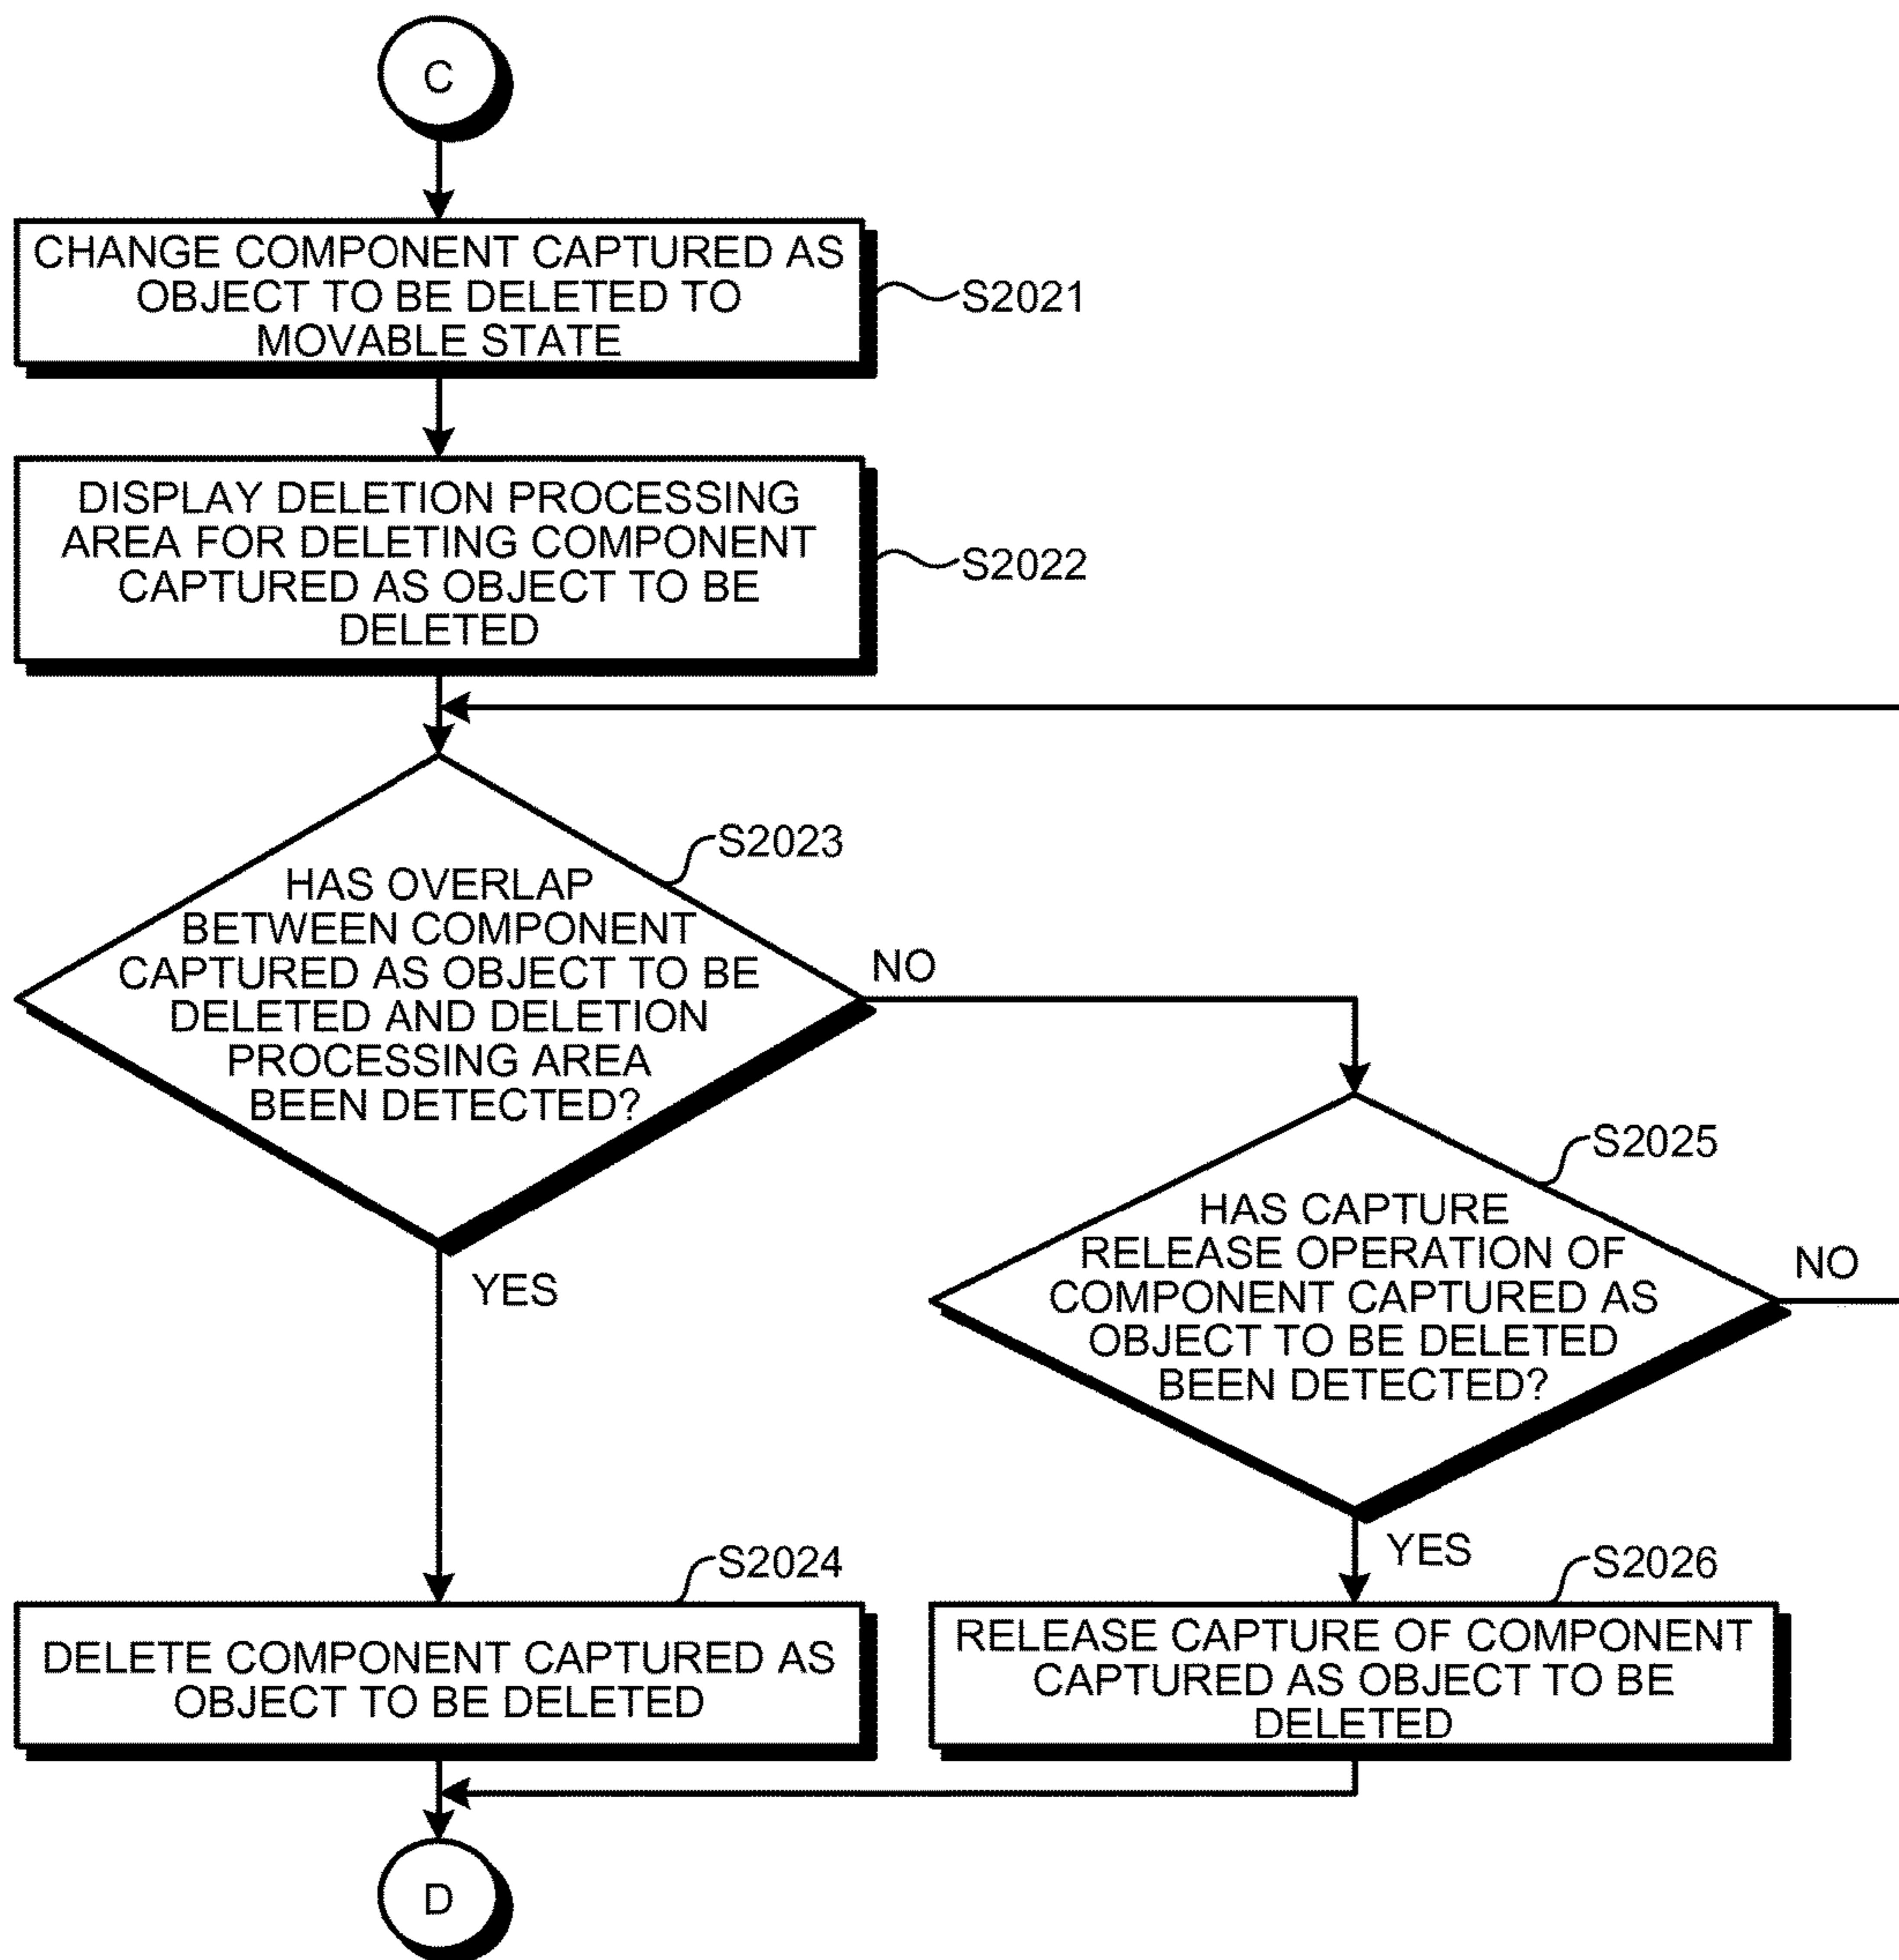 C
CHANGE COMPONENT CAPTURED AS
OBJECT TO BE DELETED TO
MOVABLE STATE
S2021
DISPLAY DELETION PROCESSING
AREA FOR DELETING COMPONENT
CAPTURED AS OBJECT TO BE
DELETED
S2022
S2023
HAS OVERLAP
BETWEEN COMPONENT
CAPTURED AS OBJECT TO BE
DELETED AND DELETION
PROCESSING AREA
BEEN DETECTED?
NO
YES
S2025
HAS CAPTURE
RELEASE OPERATION OF
COMPONENT CAPTURED AS
OBJECT TO BE DELETED
BEEN DETECTED?
NO
YES
S2024
DELETE COMPONENT CAPTURED AS
OBJECT TO BE DELETED
S2026
RELEASE CAPTURE OF COMPONENT
CAPTURED AS OBJECT TO BE
DELETED
D